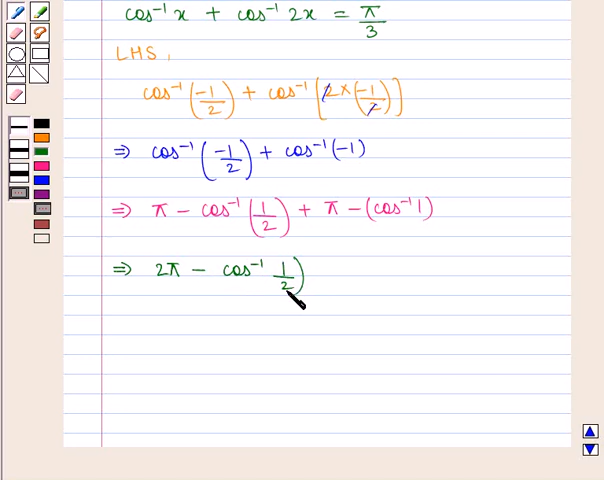 cos⁻¹x + cos⁻¹ 2x = π/3
LHS,
cos⁻¹(-1/2) + cos⁻¹[2×(-1/2)]
⇒ cos⁻¹(-1/2) + cos⁻¹(-1)
⇒ π - cos⁻¹(1/2) + π - (cos⁻¹ 1)
⇒ 2π - cos⁻¹ 1/2)